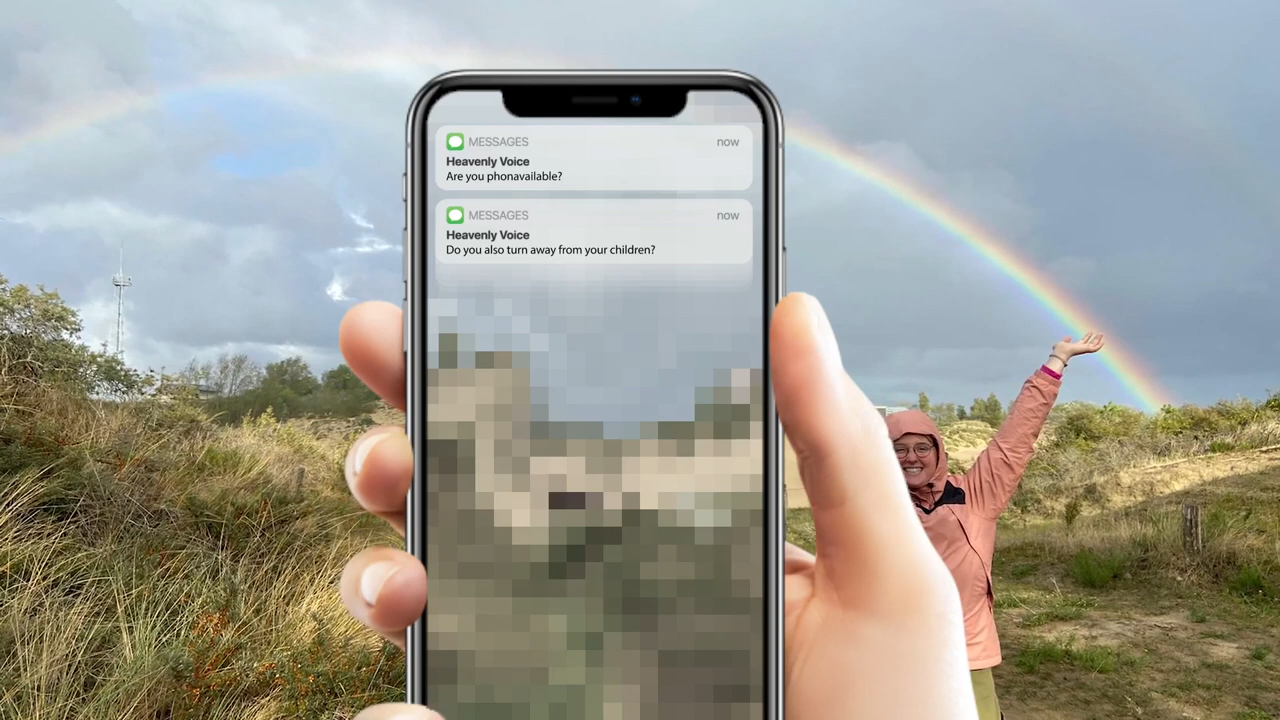 MESSAGES now
Heavenly Voice
Are you phonavailable?
MESSAGES now
Heavenly Voice
Do you also turn away from your children?